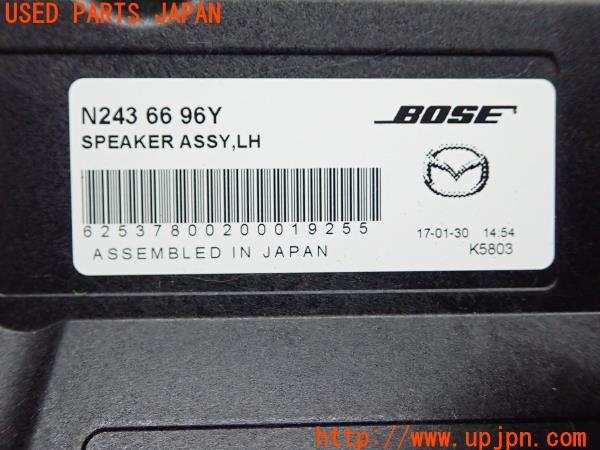 USED PARTS JAPAN
N243 66 96Y
BOSE
SPEAKER ASSY,LH
62537800200019255
17-01-30 14:54
ASSEMBLED IN JAPAN
K5803
http://www.upjpn.com/